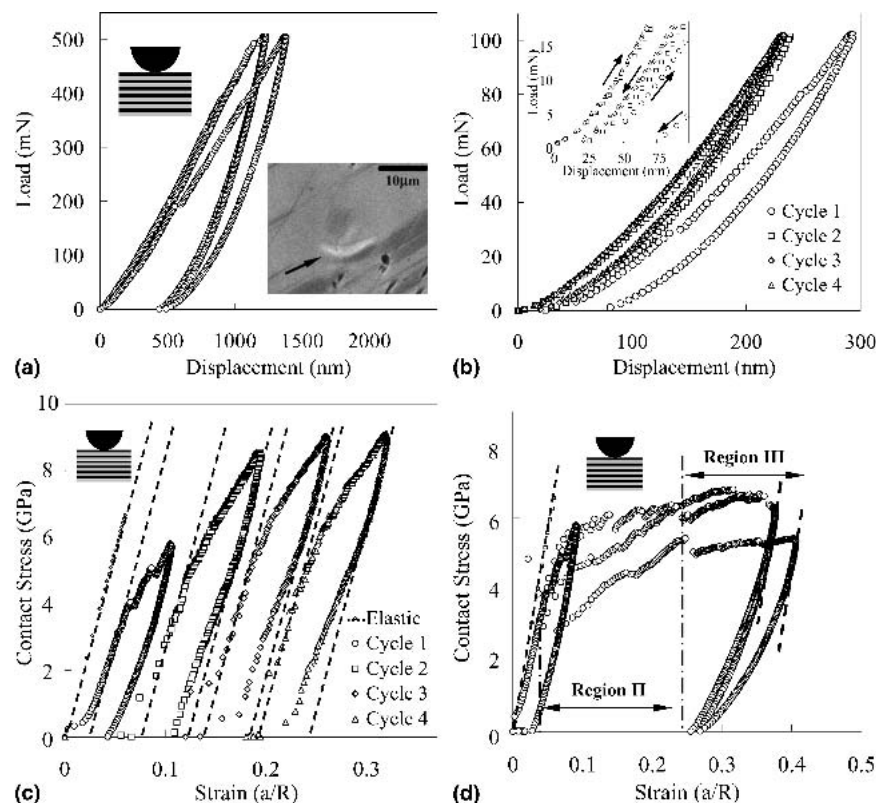 500
400
300
200
100
0
Load (mN)
10μm
0 500 1000 1500 2000
Displacement (nm)
(a)
100
80
60
40
20
0
Load (mN)
15
10
5
0
Load (mN)
0 25 50 75
Displacement (nm)
Cycle 1
Cycle 2
Cycle 3
Cycle 4
0 100 200 300
Displacement (nm)
(b)
10
8
6
4
2
0
Contact Stress (GPa)
Elastic
Cycle 1
Cycle 2
Cycle 3
Cycle 4
0 0.1 0.2 0.3
Strain (a/R)
(c)
8
6
4
2
0
Contact Stress (GPa)
Region III
Region II
0 0.1 0.2 0.3 0.4 0.5
Strain (a/R)
(d)